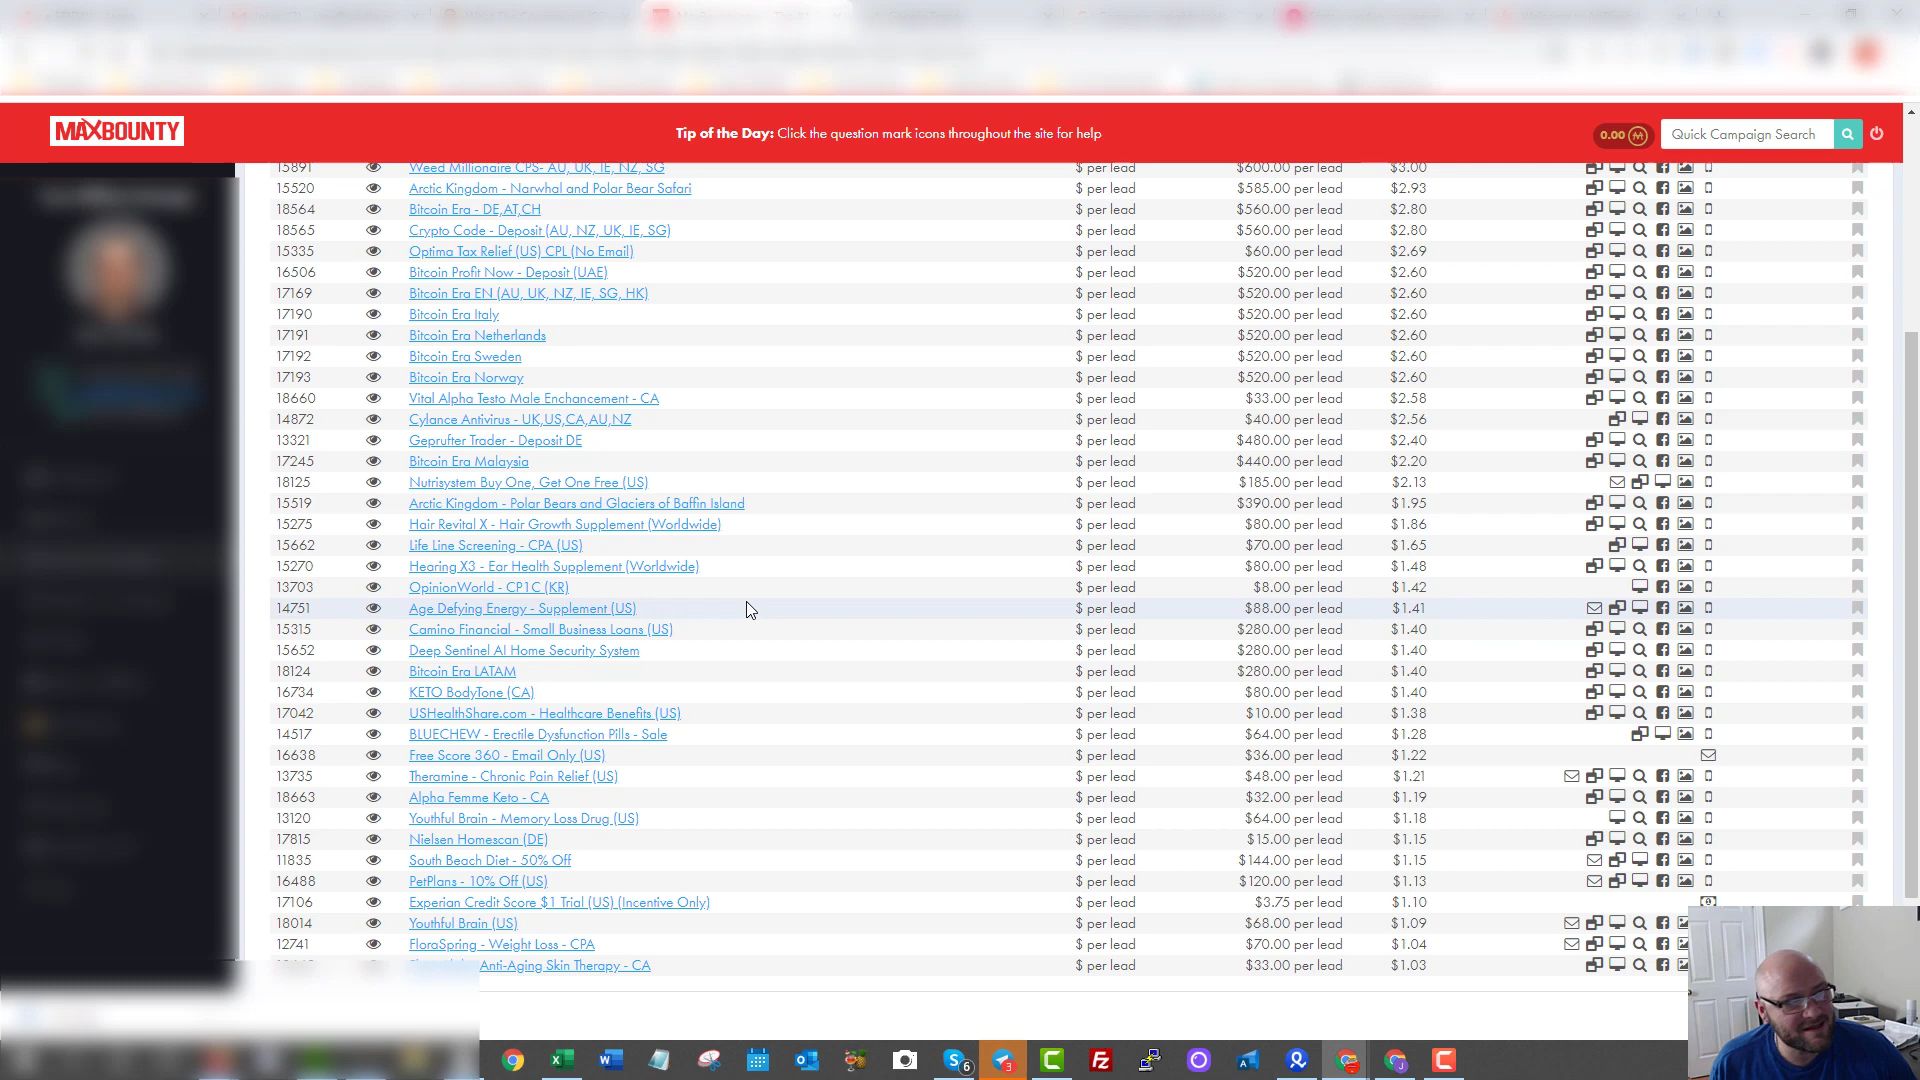 MAXBOUNTY
Tip of the Day: Click the question mark icons throughout the site for help
0.00
Quick Campaign Search
15891 Weed Millionaire CPS- AU, UK, IE, NZ, SG $ per lead $600.00 per lead $3.00
15520 Arctic Kingdom - Narwhal and Polar Bear Safari $ per lead $585.00 per lead $2.93
18564 Bitcoin Era - DE,AT,CH $ per lead $560.00 per lead $2.80
18565 Crypto Code - Deposit (AU, NZ, UK, IE, SG) $ per lead $560.00 per lead $2.80
15335 Optima Tax Relief (US) CPL (No Email) $ per lead $60.00 per lead $2.69
16506 Bitcoin Profit Now - Deposit (UAE) $ per lead $520.00 per lead $2.60
17169 Bitcoin Era EN (AU, UK, NZ, IE, SG, HK) $ per lead $520.00 per lead $2.60
17190 Bitcoin Era Italy $ per lead $520.00 per lead $2.60
17191 Bitcoin Era Netherlands $ per lead $520.00 per lead $2.60
17192 Bitcoin Era Sweden $ per lead $520.00 per lead $2.60
17193 Bitcoin Era Norway $ per lead $520.00 per lead $2.60
18660 Vital Alpha Testo Male Enchancement - CA $ per lead $33.00 per lead $2.58
14872 Cylance Antivirus - UK,US,CA,AU,NZ $ per lead $40.00 per lead $2.56
13321 Geprufter Trader - Deposit DE $ per lead $480.00 per lead $2.40
17245 Bitcoin Era Malaysia $ per lead $440.00 per lead $2.20
18125 Nutrisystem Buy One, Get One Free (US) $ per lead $185.00 per lead $2.13
15519 Arctic Kingdom - Polar Bears and Glaciers of Baffin Island $ per lead $390.00 per lead $1.95
15275 Hair Revital X - Hair Growth Supplement (Worldwide) $ per lead $80.00 per lead $1.86
15662 Life Line Screening - CPA (US) $ per lead $70.00 per lead $1.65
15270 Hearing X3 - Ear Health Supplement (Worldwide) $ per lead $80.00 per lead $1.48
13703 OpinionWorld - CP1C (KR) $ per lead $8.00 per lead $1.42
14751 Age Defying Energy - Supplement (US) $ per lead $88.00 per lead $1.41
15315 Camino Financial - Small Business Loans (US) $ per lead $280.00 per lead $1.40
15652 Deep Sentinel AI Home Security System $ per lead $280.00 per lead $1.40
18124 Bitcoin Era LATAM $ per lead $280.00 per lead $1.40
16734 KETO BodyTone (CA) $ per lead $80.00 per lead $1.40
17042 USHealthShare.com - Healthcare Benefits (US) $ per lead $10.00 per lead $1.38
14517 BLUECHEW - Erectile Dysfunction Pills - Sale $ per lead $64.00 per lead $1.28
16638 Free Score 360 - Email Only (US) $ per lead $36.00 per lead $1.22
13735 Theramine - Chronic Pain Relief (US) $ per lead $48.00 per lead $1.21
18663 Alpha Femme Keto - CA $ per lead $32.00 per lead $1.19
13120 Youthful Brain - Memory Loss Drug (US) $ per lead $64.00 per lead $1.18
17815 Nielsen Homescan (DE) $ per lead $15.00 per lead $1.15
11835 South Beach Diet - 50% Off $ per lead $144.00 per lead $1.15
16488 PetPlans - 10% Off (US) $ per lead $120.00 per lead $1.13
17106 Experian Credit Score $1 Trial (US) (Incentive Only) $ per lead $3.75 per lead $1.10
18014 Youthful Brain (US) $ per lead $68.00 per lead $1.09
12741 FloraSpring - Weight Loss - CPA $ per lead $70.00 per lead $1.04
Anti-Aging Skin Therapy - CA $ per lead $33.00 per lead $1.03